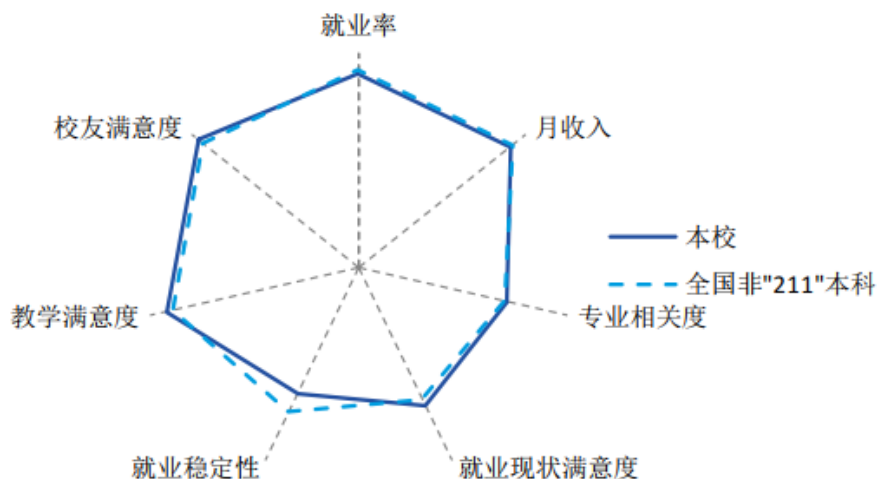 就业率
校友满意度
月收入
本校
全国非"211"本科
教学满意度
专业相关度
就业稳定性
就业现状满意度